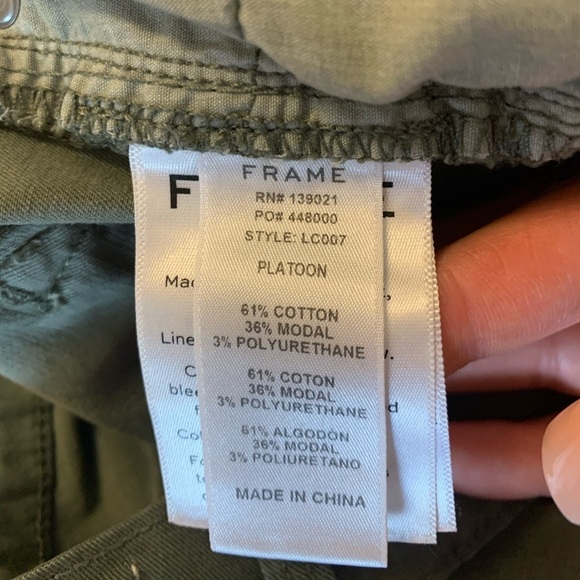 FRAME
RN# 139021
PO# 448000
STYLE: LC007
PLATOON
61% COTTON
36% MODAL
3% POLYURETHANE
61% COTON
36% MODAL
3% POLYURETHANE
61% ALGODÓN
36% MODAL
3% POLIURETANO
MADE IN CHINA